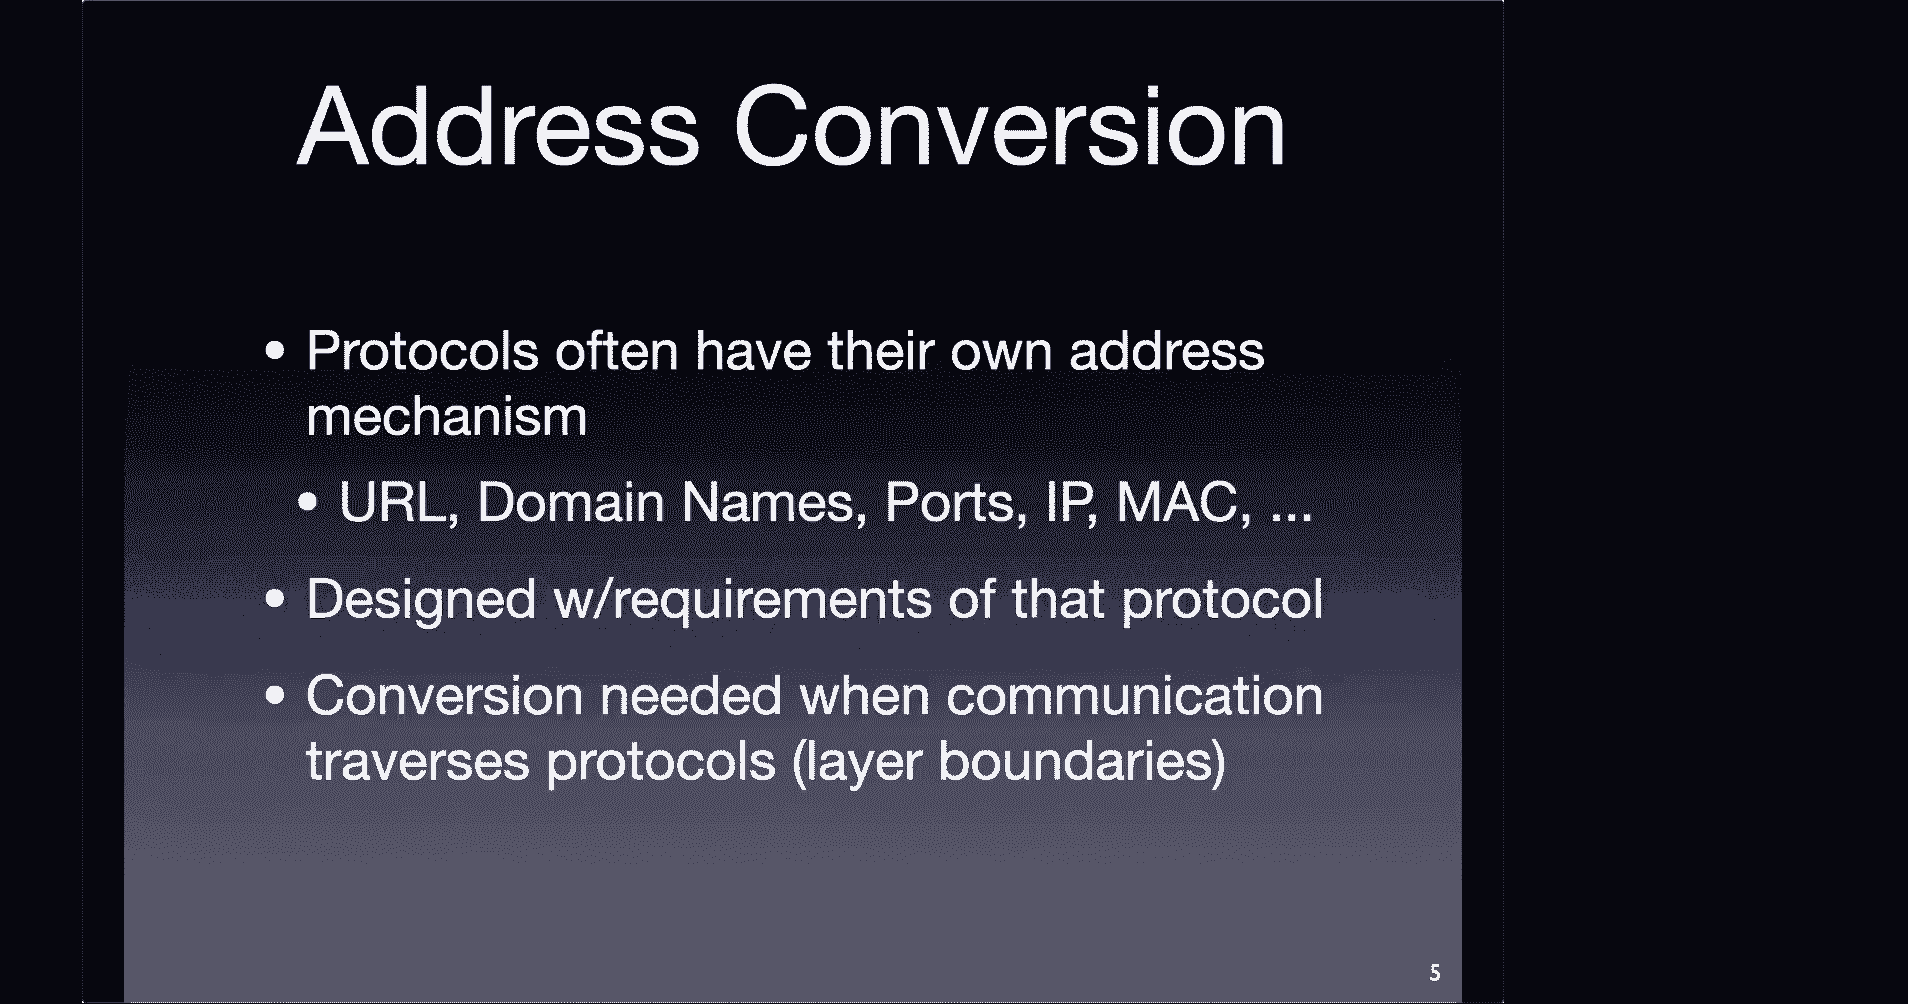 Address Conversion
• Protocols often have their own address
mechanism
• URL, Domain Names, Ports, IP, MAC, ...
• Designed w/requirements of that protocol
• Conversion needed when communication
traverses protocols (layer boundaries)
5